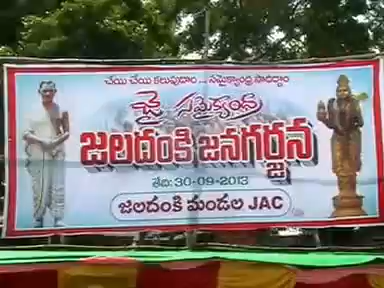 చేయి చేయి కలుపుదాం... సమైక్యాంధ్ర సాధిద్దాం
జై సమైక్యాంధ్ర
జలదంకి జనగర్జన
తేది: 30-09-2013
జలదంకి మండల JAC